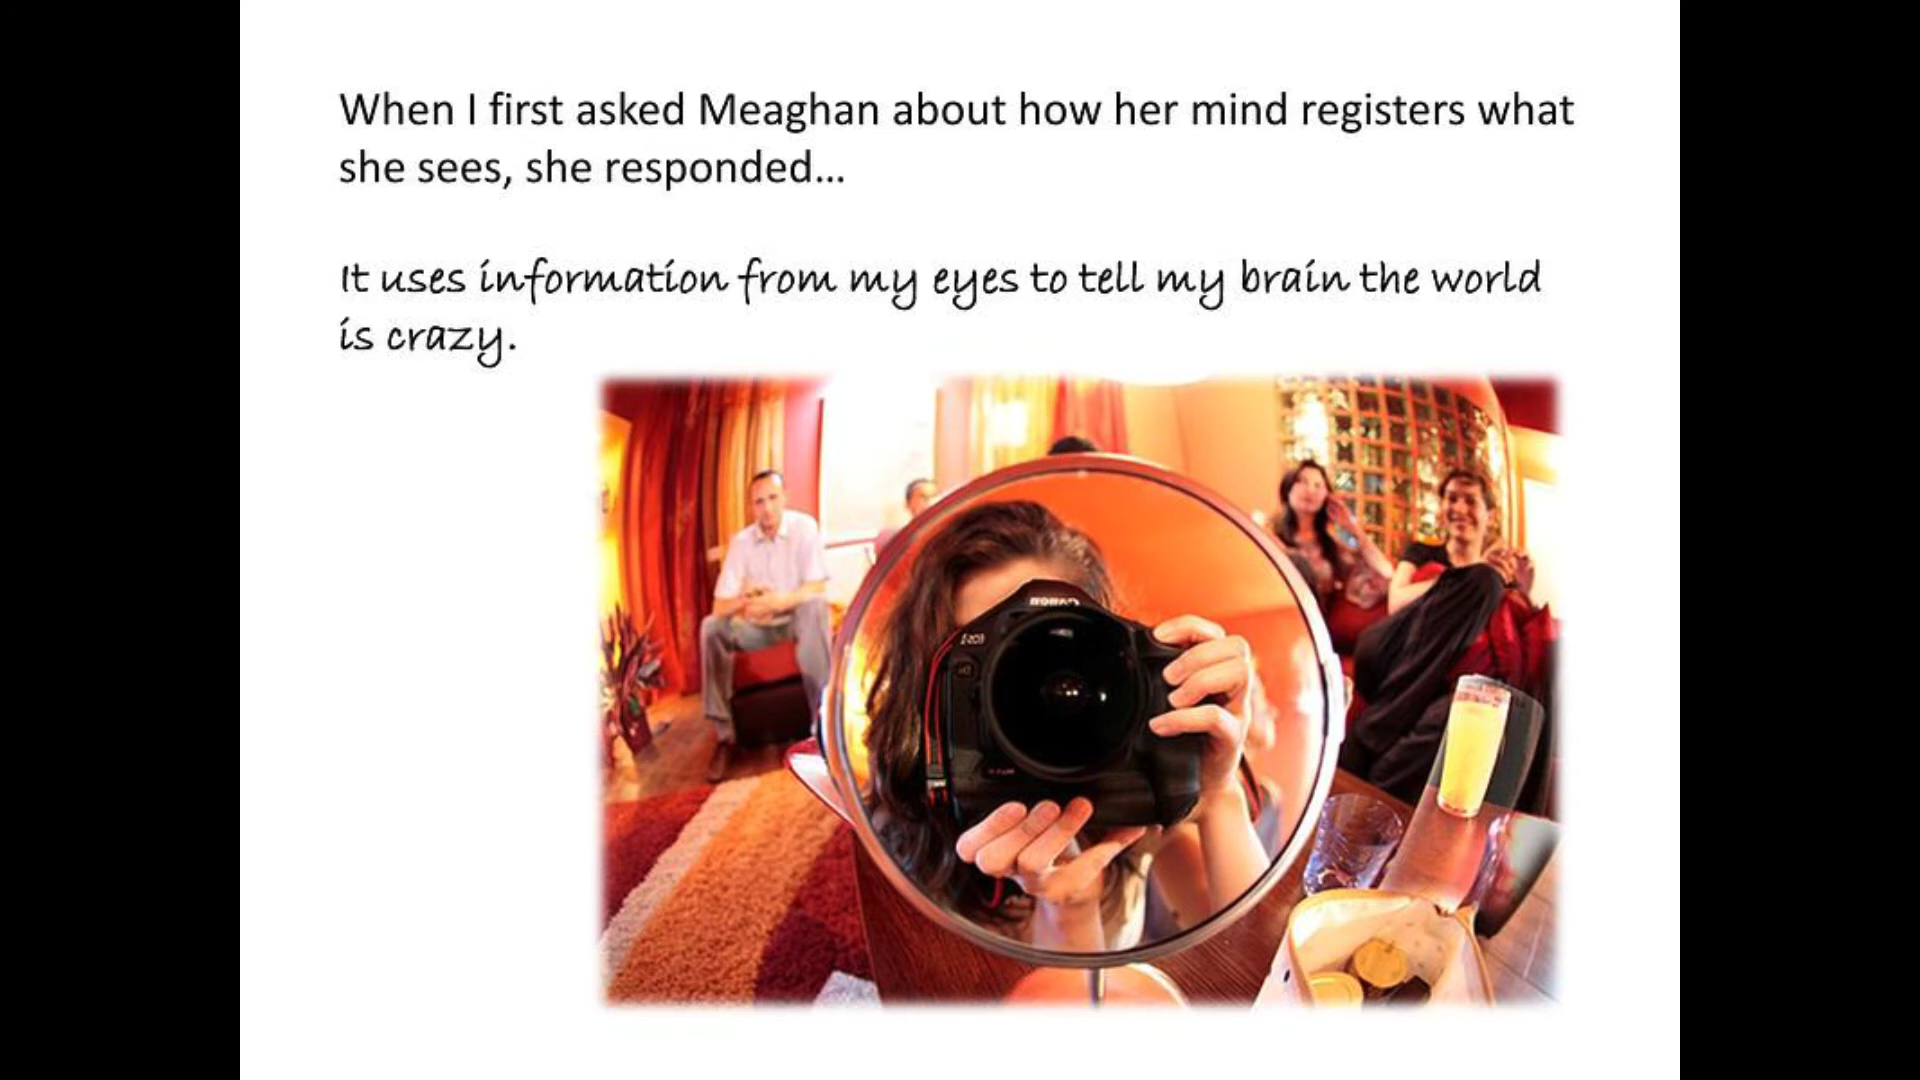 When I first asked Meaghan about how her mind registers what
she sees, she responded...
It uses information from my eyes to tell my brain the world
is crazy.